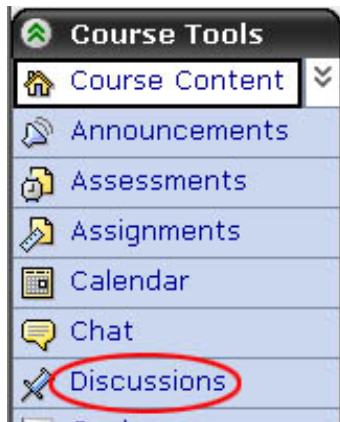 Course Tools
Course Content
Announcements
Assessments
Assignments
Calendar
Chat
Discussions